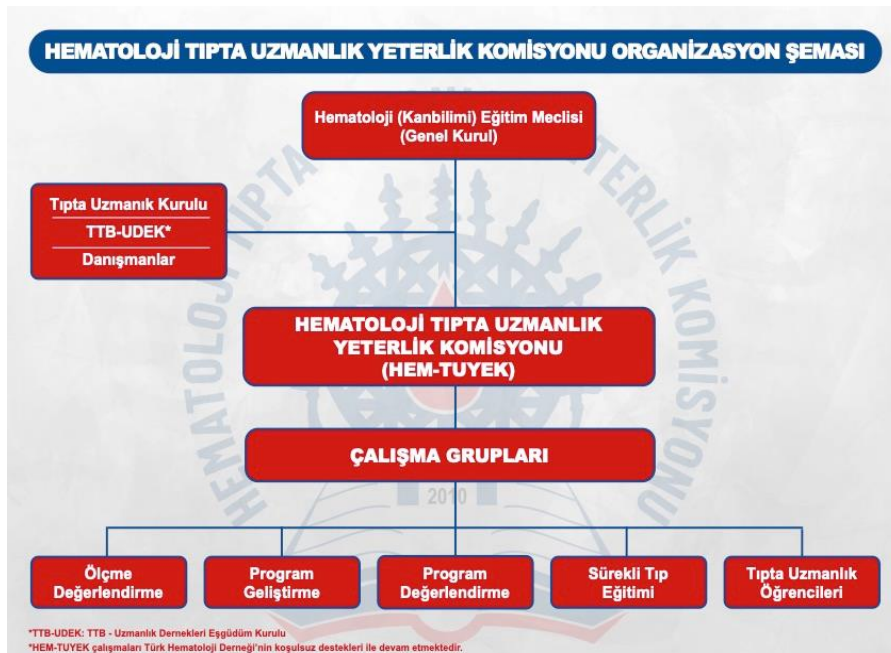 HEMATOLOJİ TIPTA UZMANLIK YETERLİK KOMİSYONU ORGANİZASYON ŞEMASI
Hematoloji (Kanbilimi) Eğitim Meclisi
(Genel Kurul)
Tıpta Uzmanık Kurulu
TTB-UDEK*
Danışmanlar
HEMATOLOJİ TIPTA UZMANLIK
YETERLİK KOMİSYONU
(HEM-TUYEK)
ÇALIŞMA GRUPLARI
2010
Ölçme
Değerlendirme
Program
Geliştirme
Program
Değerlendirme
Sürekli Tıp
Eğitimi
Tıpta Uzmanlık
Öğrencileri
*TTB-UDEK: TTB - Uzmanlık Dernekleri Eşgüdüm Kurulu
*HEM-TUYEK çalışmaları Türk Hematoloji Derneği'nin koşulsuz destekleri ile devam etmektedir.